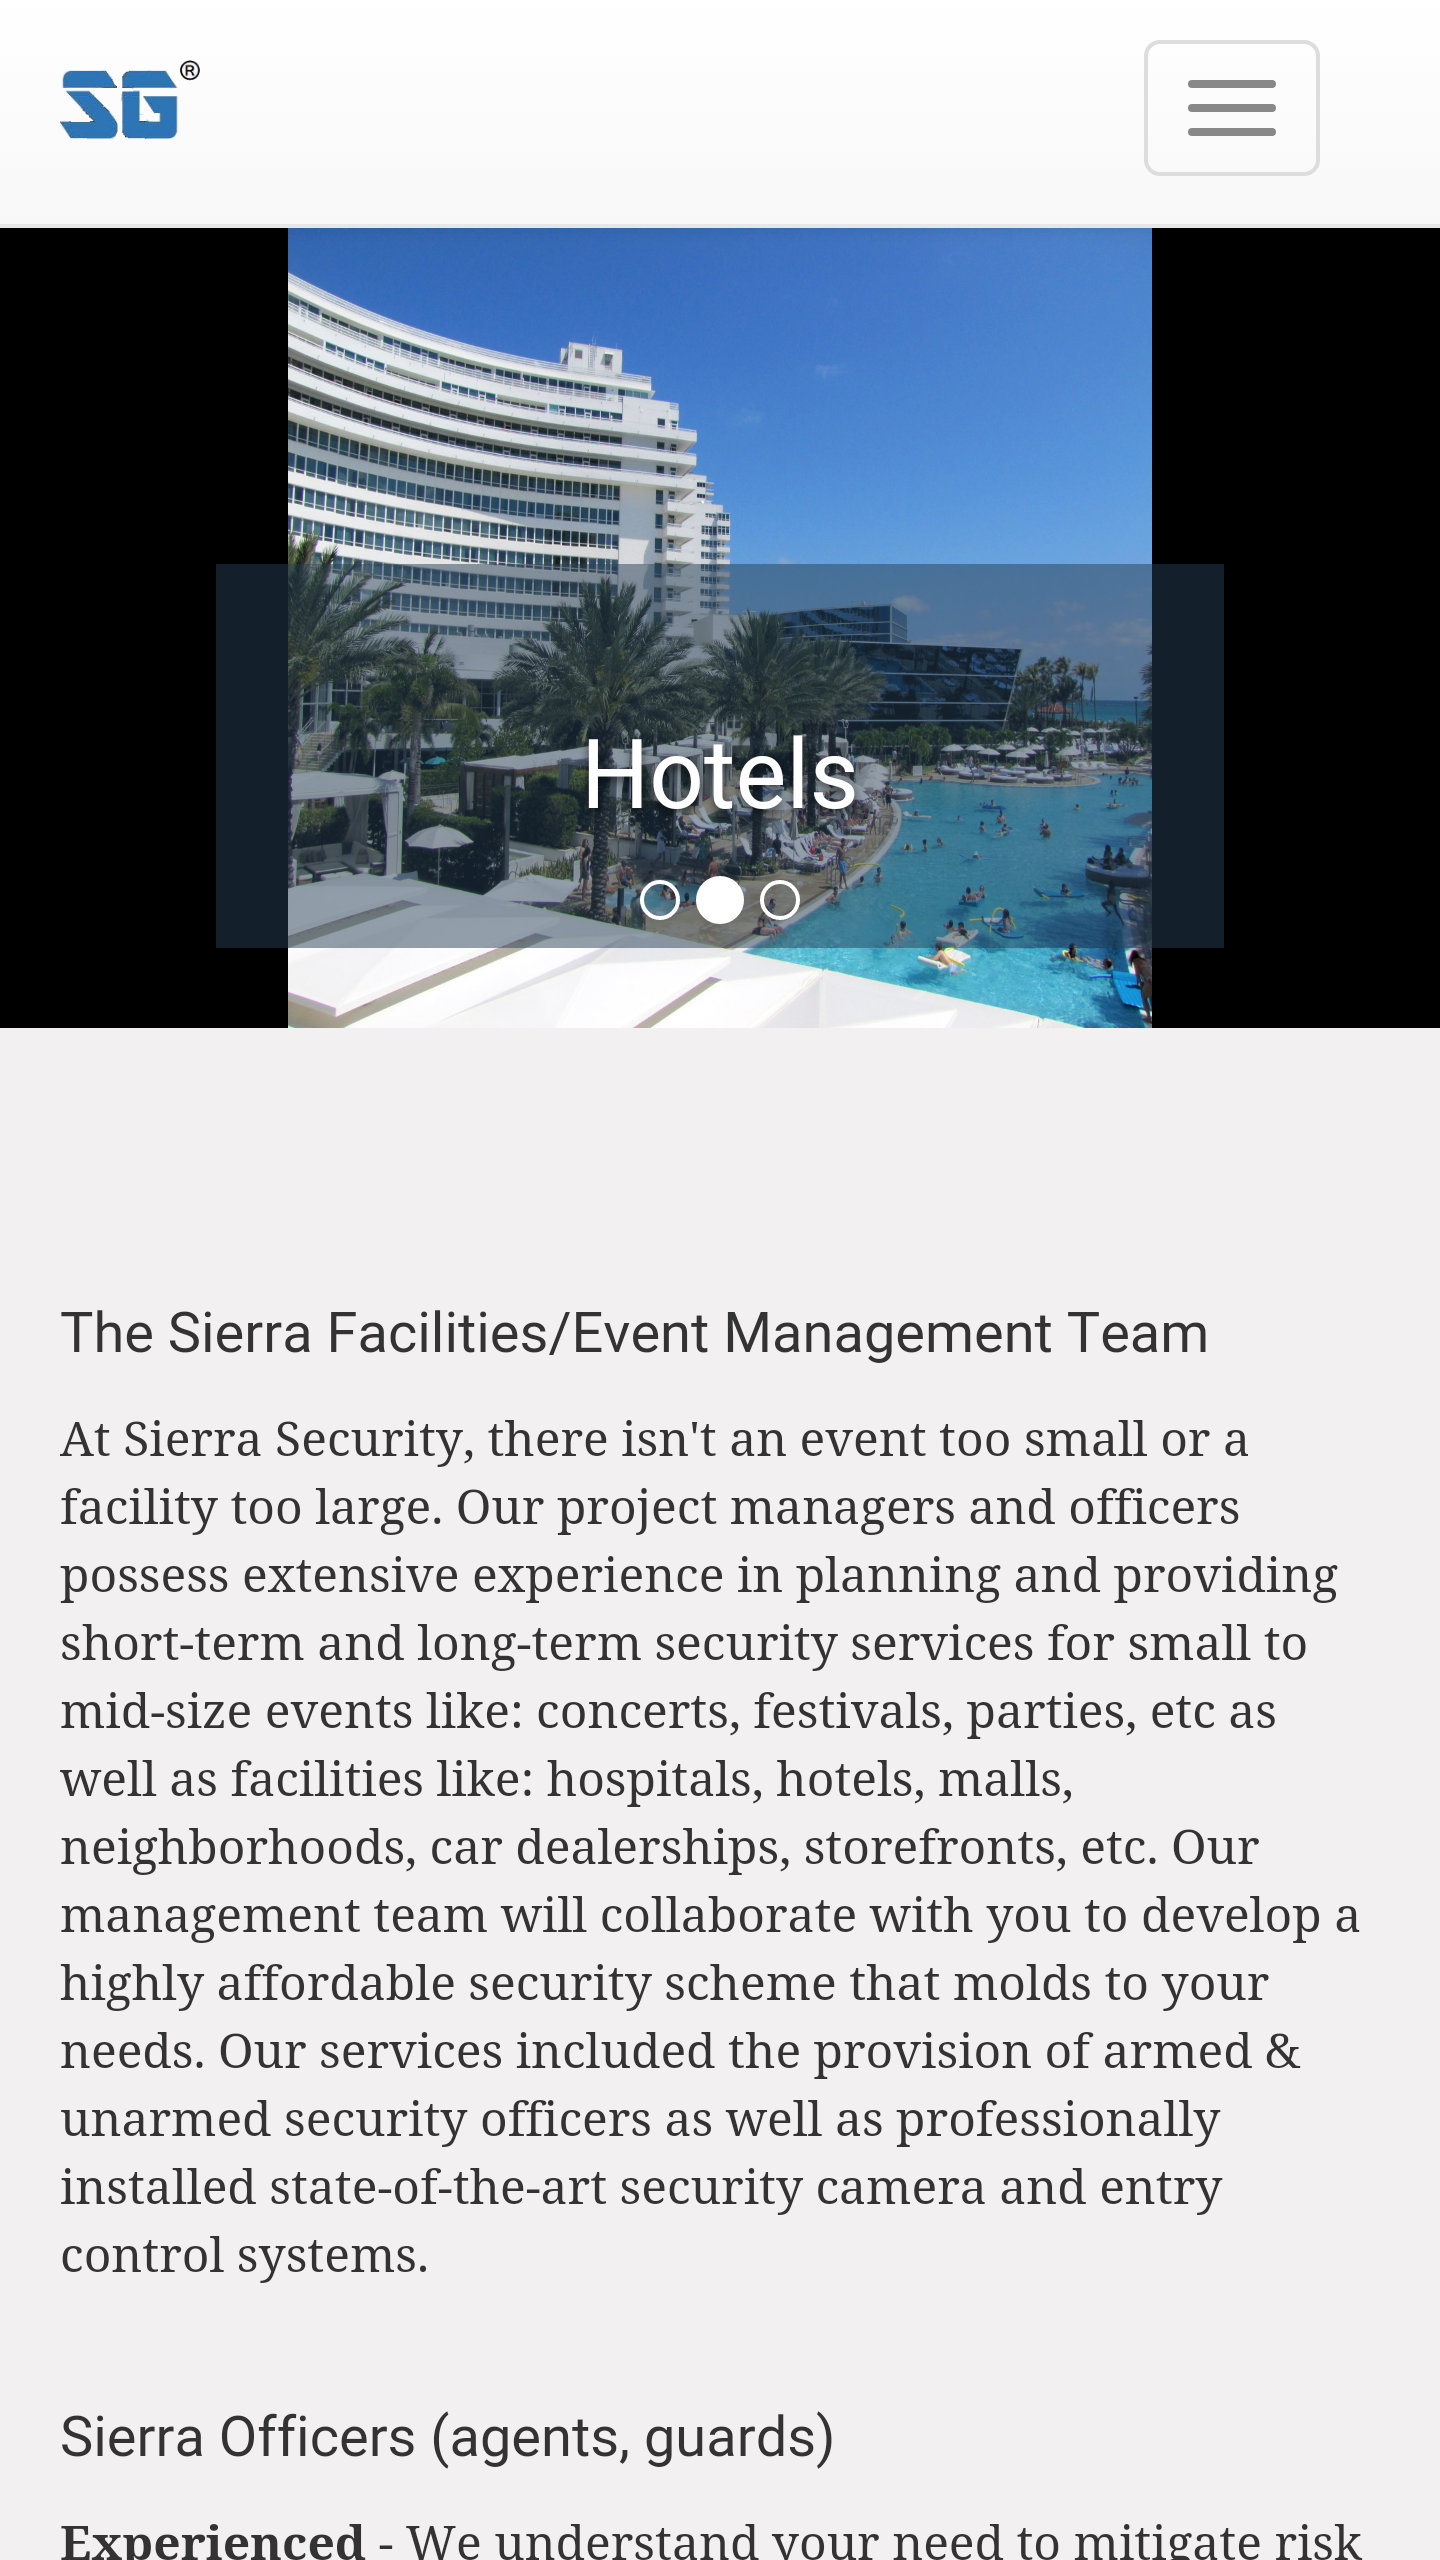 SG®
Hotels
The Sierra Facilities/Event Management Team
At Sierra Security, there isn't an event too small or a
facility too large. Our project managers and officers
possess extensive experience in planning and providing
short-term and long-term security services for small to
mid-size events like: concerts, festivals, parties, etc as
well as facilities like: hospitals, hotels, malls,
neighborhoods, car dealerships, storefronts, etc. Our
management team will collaborate with you to develop a
highly affordable security scheme that molds to your
needs. Our services included the provision of armed &
unarmed security officers as well as professionally
installed state-of-the-art security camera and entry
control systems.
Sierra Officers (agents, guards)
Experienced - We understand your need to mitigate risk